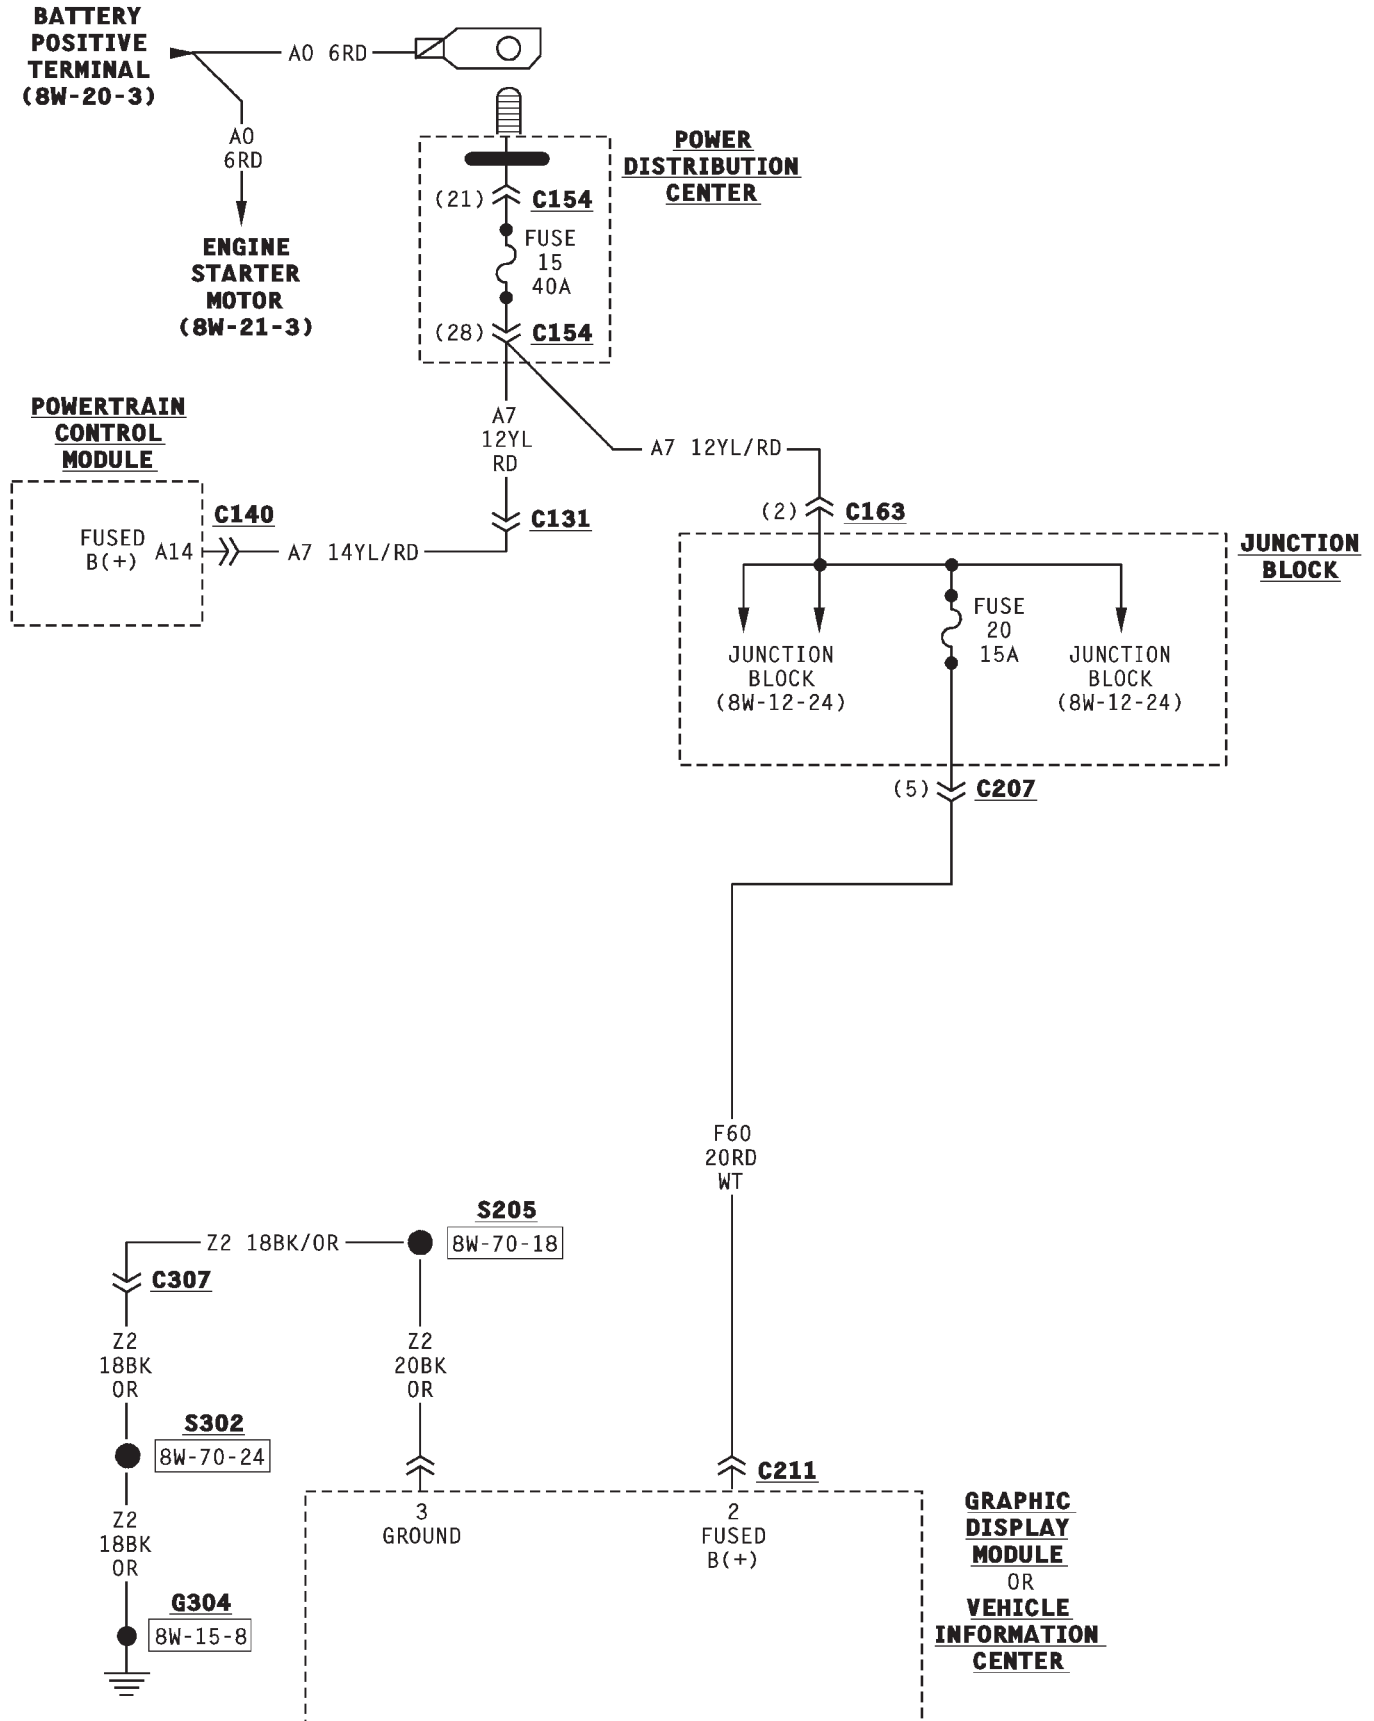 BATTERY
POSITIVE
TERMINAL
(8W-20-3)
A0 6RD
A0
6RD
ENGINE
STARTER
MOTOR
(8W-21-3)
POWER
DISTRIBUTION
CENTER
(21)
C154
FUSE
15
40A
(28)
C154
A7
12YL
RD
A7 12YL/RD
POWERTRAIN
CONTROL
MODULE
FUSED
B(+)
A14
C140
A7 14YL/RD
C131
(2)
C163
JUNCTION
BLOCK
JUNCTION
BLOCK
(8W-12-24)
FUSE
20
15A
JUNCTION
BLOCK
(8W-12-24)
(5)
C207
F60
20RD
WT
S205
8W-70-18
Z2 18BK/OR
C307
Z2
18BK
OR
Z2
20BK
OR
S302
8W-70-24
Z2
18BK
OR
G304
8W-15-8
C211
3
GROUND
2
FUSED
B(+)
GRAPHIC
DISPLAY
MODULE
OR
VEHICLE
INFORMATION
CENTER